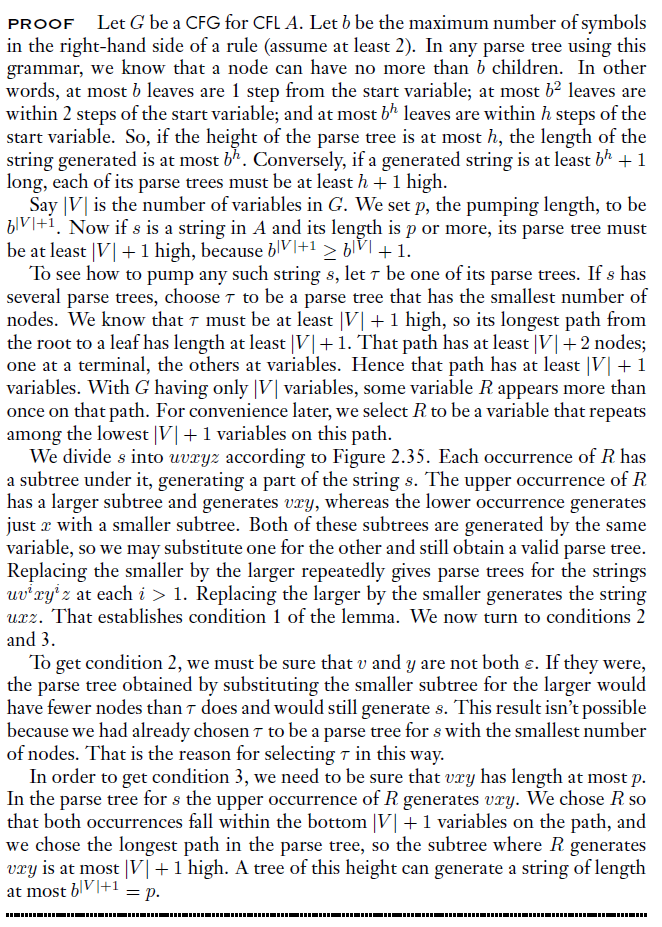 PROOF Let G be a CFG for CFL A. Let b be the maximum number of symbols
in the right-hand side of a rule (assume at least 2). In any parse tree using this
grammar, we know that a node can have no more than b children. In other
words, at most b leaves are 1 step from the start variable; at most b² leaves are
within 2 steps of the start variable; and at most bʰ leaves are within h steps of the
start variable. So, if the height of the parse tree is at most h, the length of the
string generated is at most bʰ. Conversely, if a generated string is at least bʰ + 1
long, each of its parse trees must be at least h + 1 high.
Say |V| is the number of variables in G. We set p, the pumping length, to be
b^{|V|+1}. Now if s is a string in A and its length is p or more, its parse tree must
be at least |V| + 1 high, because b^{|V|+1} ≥ b^{|V|} + 1.
To see how to pump any such string s, let τ be one of its parse trees. If s has
several parse trees, choose τ to be a parse tree that has the smallest number of
nodes. We know that τ must be at least |V| + 1 high, so its longest path from
the root to a leaf has length at least |V| + 1. That path has at least |V| + 2 nodes;
one at a terminal, the others at variables. Hence that path has at least |V| + 1
variables. With G having only |V| variables, some variable R appears more than
once on that path. For convenience later, we select R to be a variable that repeats
among the lowest |V| + 1 variables on this path.
We divide s into uvxyz according to Figure 2.35. Each occurrence of R has
a subtree under it, generating a part of the string s. The upper occurrence of R
has a larger subtree and generates vxy, whereas the lower occurrence generates
just x with a smaller subtree. Both of these subtrees are generated by the same
variable, so we may substitute one for the other and still obtain a valid parse tree.
Replacing the smaller by the larger repeatedly gives parse trees for the strings
uvⁱxyⁱz at each i > 1. Replacing the larger by the smaller generates the string
uxz. That establishes condition 1 of the lemma. We now turn to conditions 2
and 3.
To get condition 2, we must be sure that v and y are not both ε. If they were,
the parse tree obtained by substituting the smaller subtree for the larger would
have fewer nodes than τ does and would still generate s. This result isn't possible
because we had already chosen τ to be a parse tree for s with the smallest number
of nodes. That is the reason for selecting τ in this way.
In order to get condition 3, we need to be sure that vxy has length at most p.
In the parse tree for s the upper occurrence of R generates vxy. We chose R so
that both occurrences fall within the bottom |V| + 1 variables on the path, and
we chose the longest path in the parse tree, so the subtree where R generates
vxy is at most |V| + 1 high. A tree of this height can generate a string of length
at most b^{|V|+1} = p.